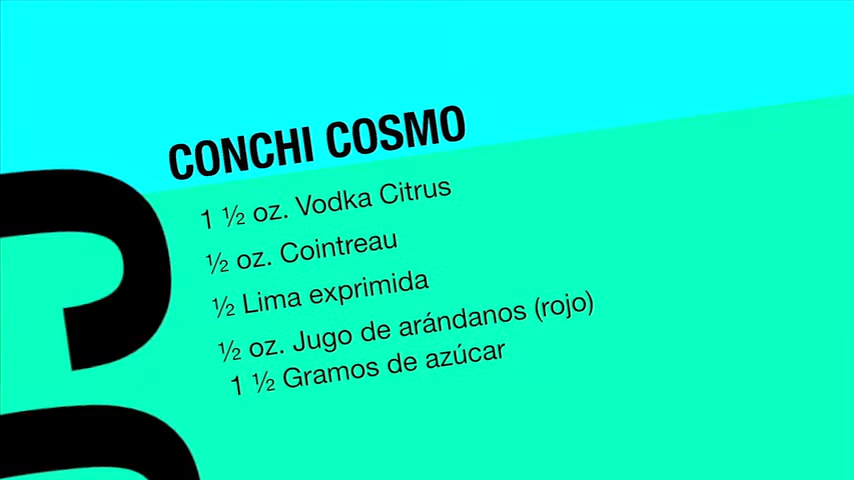 CONCHI COSMO
1 ½ oz. Vodka Citrus
½ oz. Cointreau
½ Lima exprimida
½ oz. Jugo de arándanos (rojo)
1 ½ Gramos de azúcar